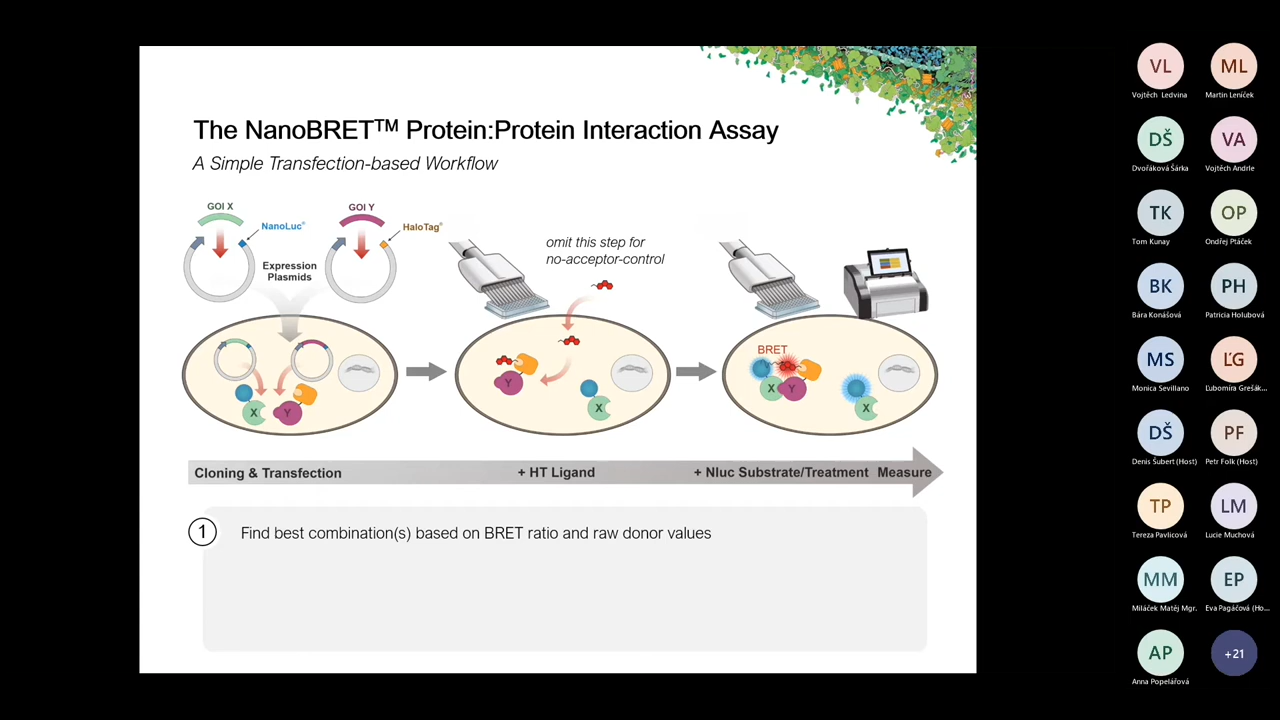 The NanoBRET™ Protein:Protein Interaction Assay
A Simple Transfection-based Workflow
GOI X
NanoLuc®
GOI Y
HaloTag®
Expression
Plasmids
omit this step for
no-acceptor-control
X
Y
Y
X
BRET
X
Y
X
Cloning & Transfection
+ HT Ligand
+ Nluc Substrate/Treatment
Measure
1
Find best combination(s) based on BRET ratio and raw donor values
VL
ML
Vojtěch Ledvina
Martin Leníček
DŠ
VA
Dvořáková Šárka
Vojtěch Andrle
TK
OP
Tom Kunay
Ondřej Ptáček
BK
PH
Bára Konášová
Patricia Holubová
MS
ĽG
Monica Sevillano
Ľubomíra Grešák...
DŠ
PF
Denis Šubert (Host)
Petr Folk (Host)
TP
LM
Tereza Pavlicová
Lucie Muchová
MM
EP
Miláček Matěj Mgr.
Eva Pagáčová (Ho...
AP
+21
Anna Popelářová